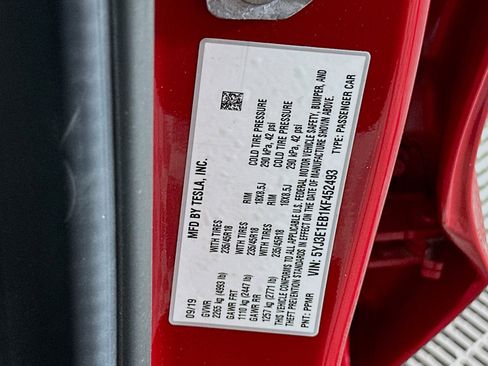 MFD BY TESLA, INC.
09/19
GVWR
2265 kg (4993 lb)
GAWR FRT WITH TIRES RIM COLD TIRE PRESSURE
1110 kg (2447 lb) 235/45R18 18X8.5J 290 kPa, 42 psi
GAWR RR WITH TIRES RIM COLD TIRE PRESSURE
1257 kg (2771 lb) 235/45R18 18X8.5J 290 kPa, 42 psi
THIS VEHICLE CONFORMS TO ALL APPLICABLE U.S. FEDERAL MOTOR VEHICLE SAFETY, BUMPER, AND
THEFT PREVENTION STANDARDS IN EFFECT ON THE DATE OF MANUFACTURE SHOWN ABOVE.
VIN: 5YJ3E1EB1KF452493
PNT: PPMR TYPE: PASSENGER CAR